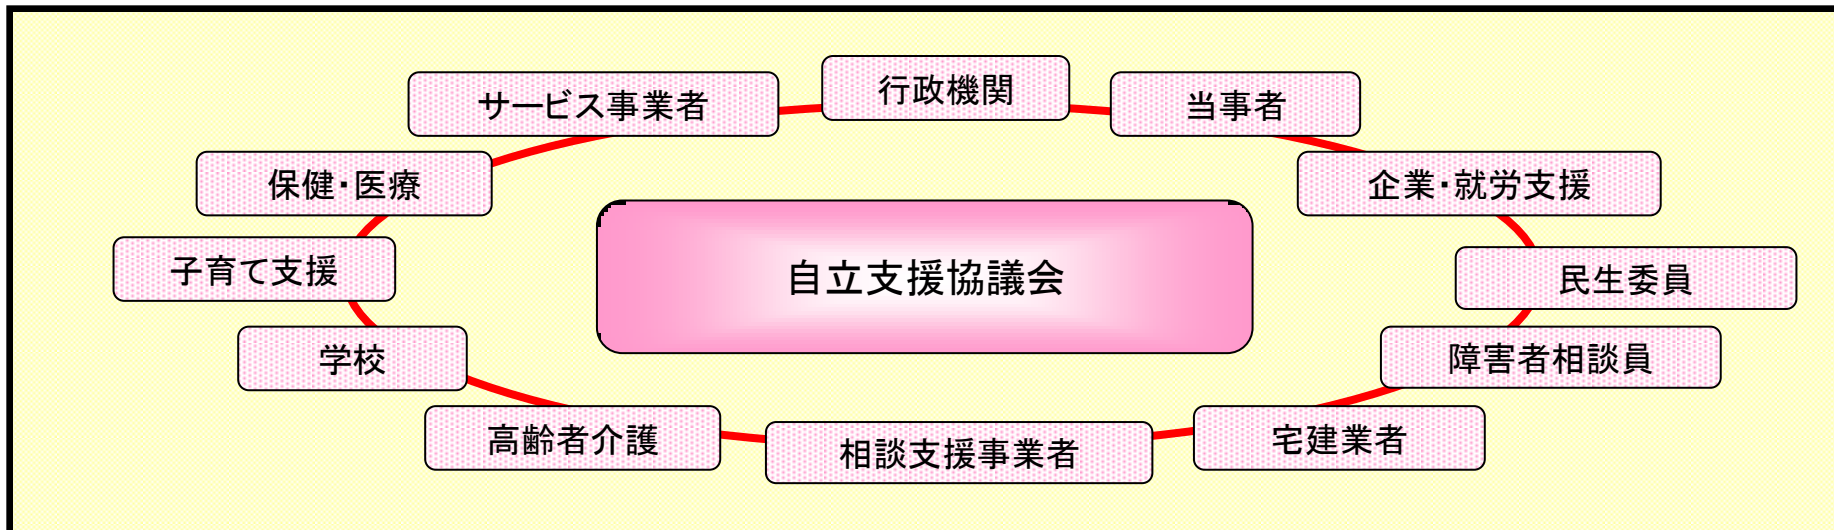 行政機関
サービス事業者
当事者
保健・医療
企業・就労支援
子育て支援
自立支援協議会
民生委員
学校
障害者相談員
高齢者介護
相談支援事業者
宅建業者